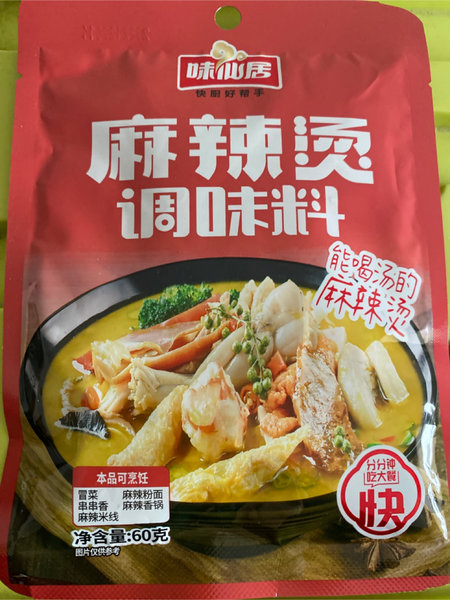 味仙居
快厨好帮手
麻辣烫
调味料
能喝汤的
麻辣烫
本品可烹饪
冒菜 麻辣粉面
串串香 麻辣香锅
麻辣米线
净含量:60克
图片仅供参考
分分钟
吃大餐
快